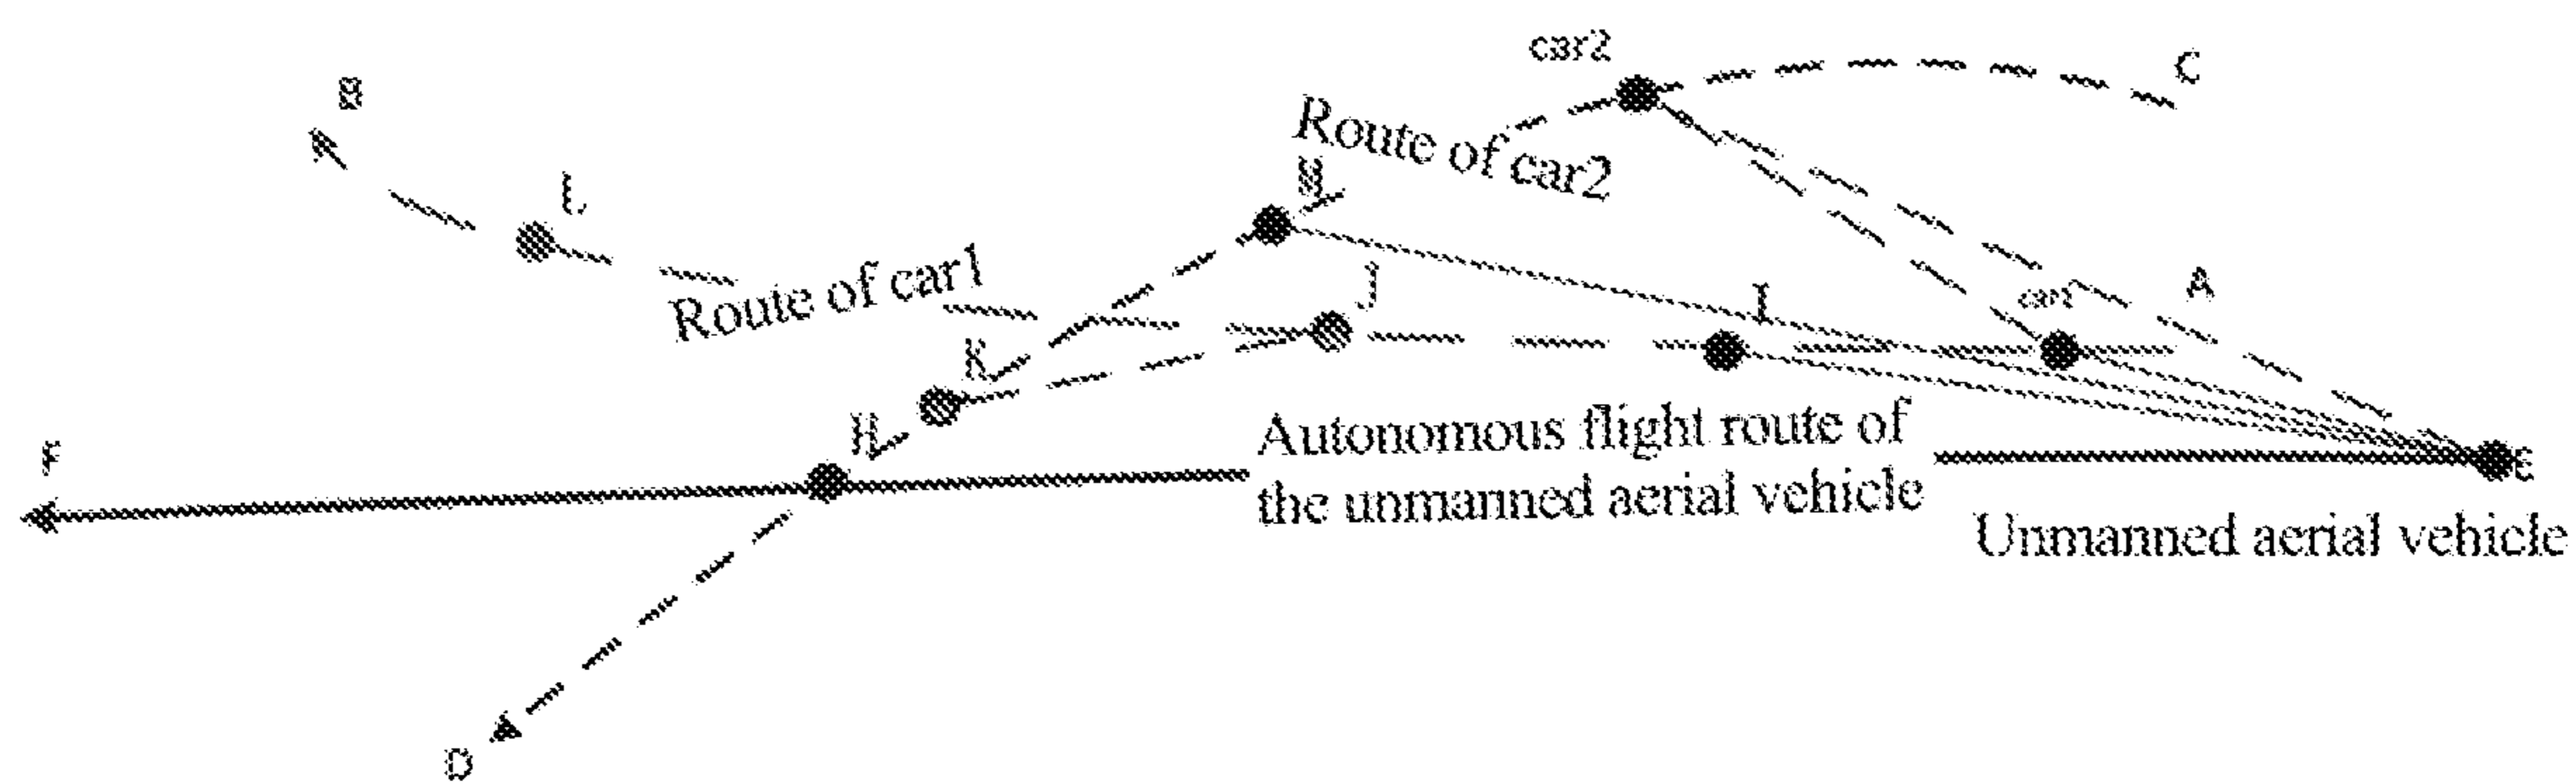 car2
C
B
Route of car2
L
M
Route of car1
J
I
car1
A
K
H
F
Autonomous flight route of
the unmanned aerial vehicle
E
Unmanned aerial vehicle
D